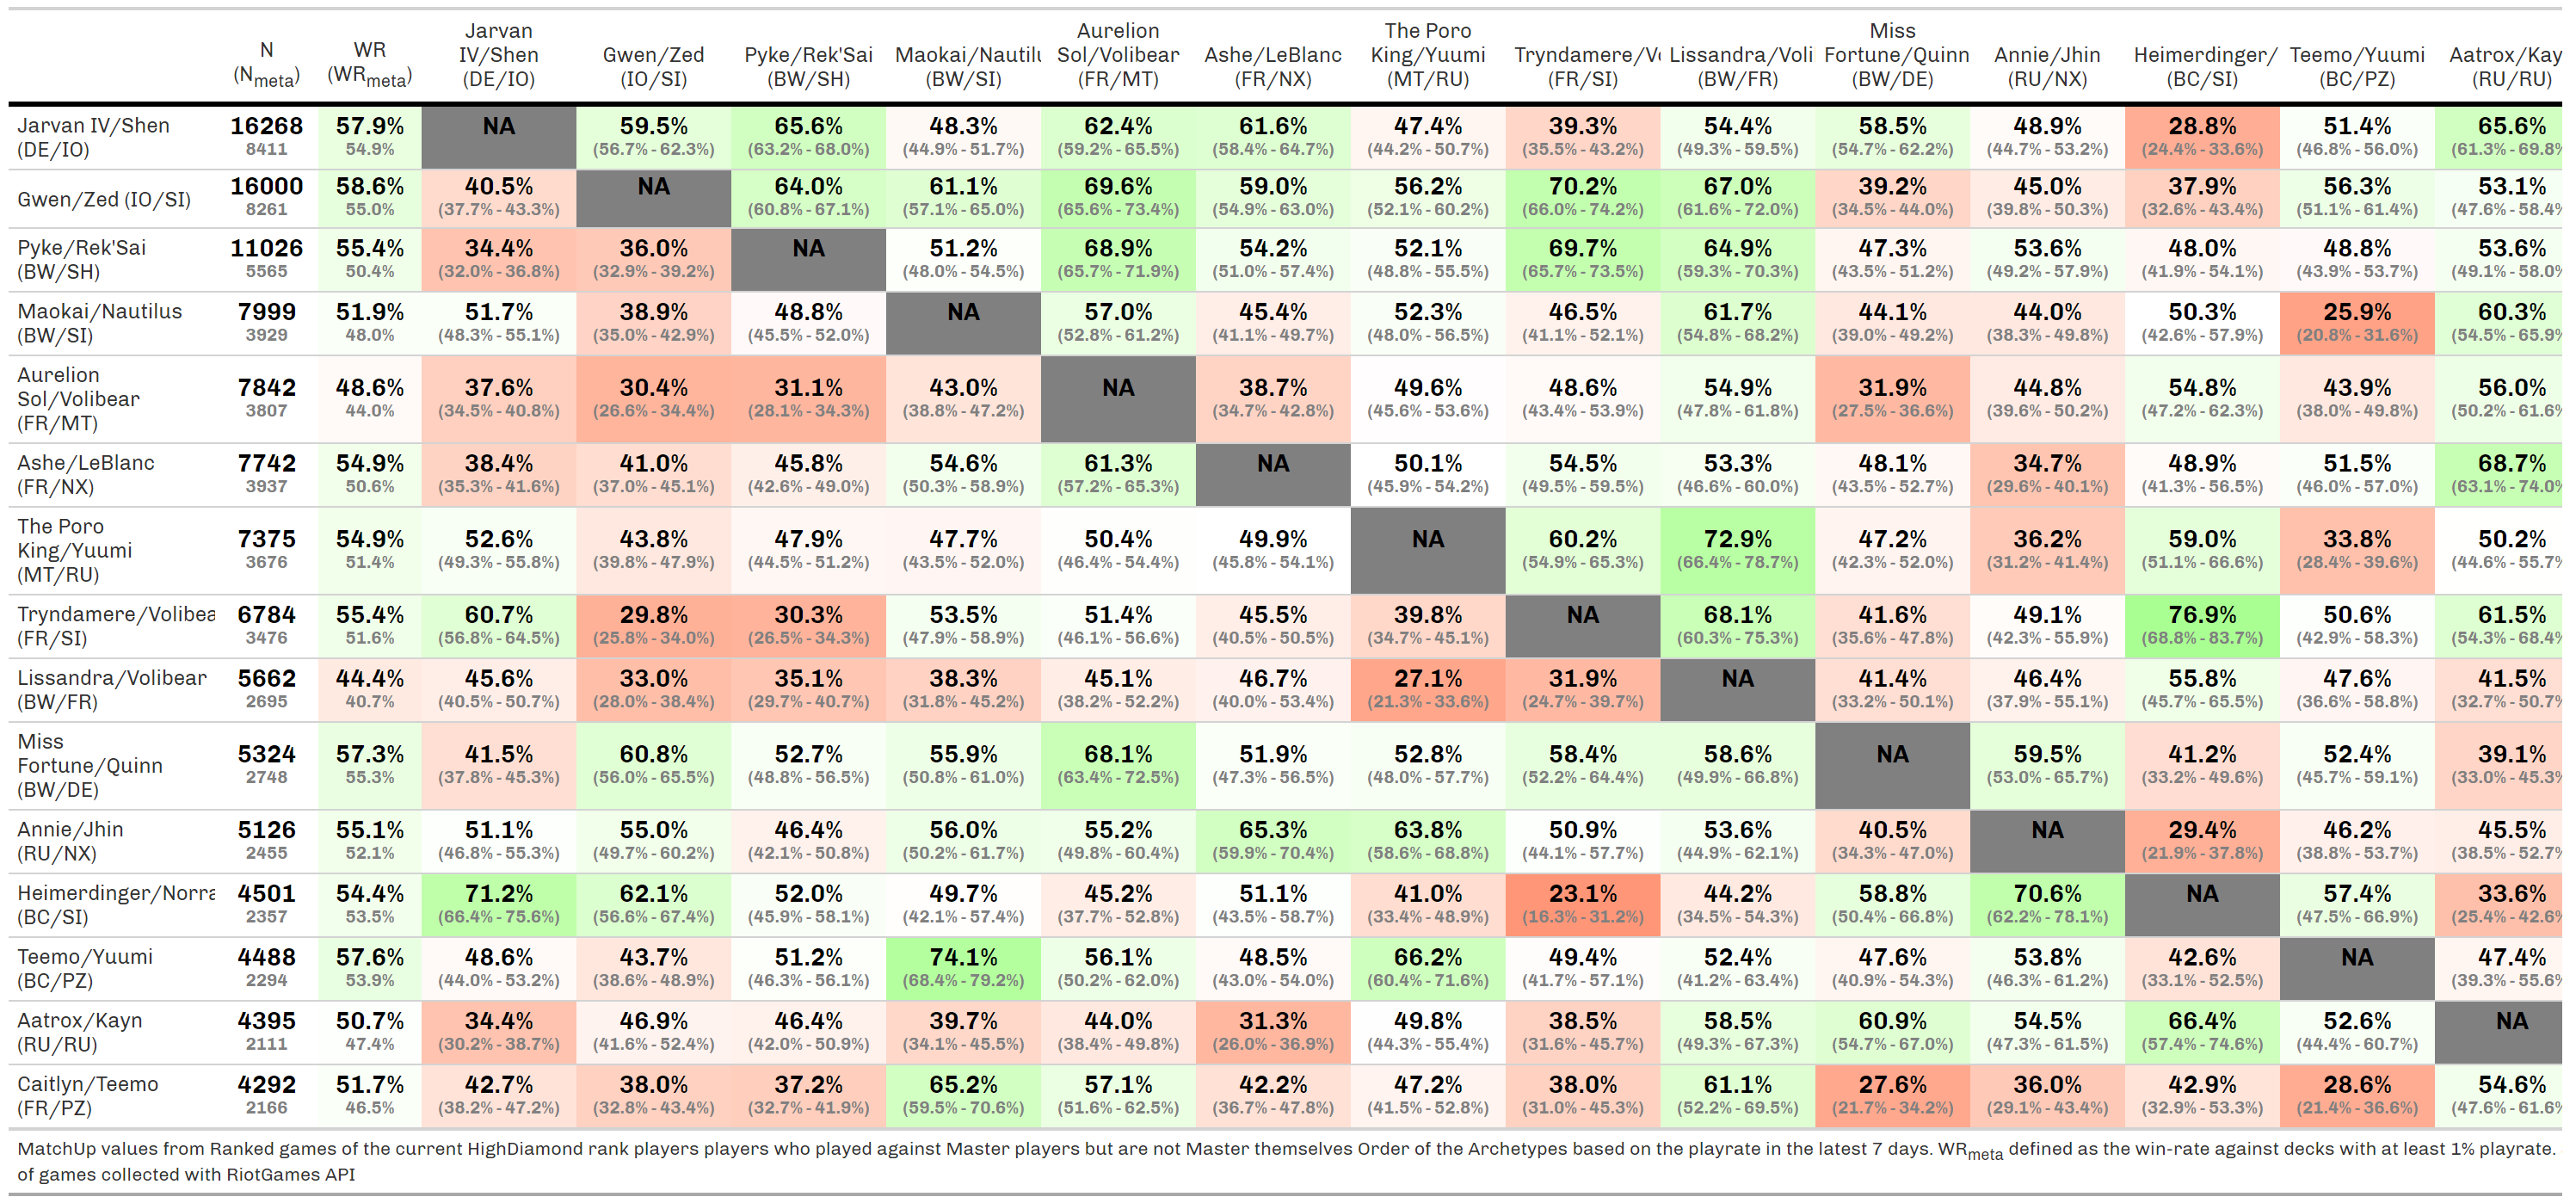 N (Nmeta) WR (WRmeta) Jarvan IV/Shen (DE/IO) Gwen/Zed (IO/SI) Pyke/Rek'Sai (BW/SH) Maokai/Nautilu (BW/SI) Aurelion Sol/Volibear (FR/MT) Ashe/LeBlanc (FR/NX) The Poro King/Yuumi (MT/RU) Tryndamere/Vo (FR/SI) Lissandra/Voli (BW/FR) Miss Fortune/Quinn (BW/DE) Annie/Jhin (RU/NX) Heimerdinger/ (BC/SI) Teemo/Yuumi (BC/PZ) Aatrox/Kay (RU/RU)
Jarvan IV/Shen 16268 57.9% NA 59.5% 65.6% 48.3% 62.4% 61.6% 47.4% 39.3% 54.4% 58.5% 48.9% 28.8% 51.4% 65.6%
(DE/IO) 8411 54.9% (56.7% - 62.3%) (63.2% - 68.0%) (44.9% - 51.7%) (59.2% - 65.5%) (58.4% - 64.7%) (44.2% - 50.7%) (35.5% - 43.2%) (49.3% - 59.5%) (54.7% - 62.2%) (44.7% - 53.2%) (24.4% - 33.6%) (46.8% - 56.0%) (61.3% - 69.8%
Gwen/Zed (IO/SI) 16000 58.6% 40.5% NA 64.0% 61.1% 69.6% 59.0% 56.2% 70.2% 67.0% 39.2% 45.0% 37.9% 56.3% 53.1%
8261 55.0% (37.7% - 43.3%) (60.8% - 67.1%) (57.1% - 65.0%) (65.6% - 73.4%) (54.9% - 63.0%) (52.1% - 60.2%) (66.0% - 74.2%) (61.6% - 72.0%) (34.5% - 44.0%) (39.8% - 50.3%) (32.6% - 43.4%) (51.1% - 61.4%) (47.6% - 58.4%
Pyke/Rek'Sai 11026 55.4% 34.4% 36.0% NA 51.2% 68.9% 54.2% 52.1% 69.7% 64.9% 47.3% 53.6% 48.0% 48.8% 53.6%
(BW/SH) 5565 50.4% (32.0% - 36.8%) (32.9% - 39.2%) (48.0% - 54.5%) (65.7% - 71.9%) (51.0% - 57.4%) (48.8% - 55.5%) (65.7% - 73.5%) (59.3% - 70.3%) (43.5% - 51.2%) (49.2% - 57.9%) (41.9% - 54.1%) (43.9% - 53.7%) (49.1% - 58.0%
Maokai/Nautilus 7999 51.9% 51.7% 38.9% 48.8% NA 57.0% 45.4% 52.3% 46.5% 61.7% 44.1% 44.0% 50.3% 25.9% 60.3%
(BW/SI) 3929 48.0% (48.3% - 55.1%) (35.0% - 42.9%) (45.5% - 52.0%) (52.8% - 61.2%) (41.1% - 49.7%) (48.0% - 56.5%) (41.1% - 52.1%) (54.8% - 68.2%) (39.0% - 49.2%) (38.3% - 49.8%) (42.6% - 57.9%) (20.8% - 31.6%) (54.5% - 65.9%
Aurelion Sol/Volibear (FR/MT) 7842 48.6% 37.6% 30.4% 31.1% 43.0% NA 38.7% 49.6% 48.6% 54.9% 31.9% 44.8% 54.8% 43.9% 56.0%
3807 44.0% (34.5% - 40.8%) (26.6% - 34.4%) (28.1% - 34.3%) (38.8% - 47.2%) (34.7% - 42.8%) (45.6% - 53.6%) (43.4% - 53.9%) (47.8% - 61.8%) (27.5% - 36.6%) (39.6% - 50.2%) (47.2% - 62.3%) (38.0% - 49.8%) (50.2% - 61.6%
Ashe/LeBlanc 7742 54.9% 38.4% 41.0% 45.8% 54.6% 61.3% NA 50.1% 54.5% 53.3% 48.1% 34.7% 48.9% 51.5% 68.7%
(FR/NX) 3937 50.6% (35.3% - 41.6%) (37.0% - 45.1%) (42.6% - 49.0%) (50.3% - 58.9%) (57.2% - 65.3%) (45.9% - 54.2%) (49.5% - 59.5%) (46.6% - 60.0%) (43.5% - 52.7%) (29.6% - 40.1%) (41.3% - 56.5%) (46.0% - 57.0%) (63.1% - 74.0%
The Poro King/Yuumi (MT/RU) 7375 54.9% 52.6% 43.8% 47.9% 47.7% 50.4% 49.9% NA 60.2% 72.9% 47.2% 36.2% 59.0% 33.8% 50.2%
3676 51.4% (49.3% - 55.8%) (39.8% - 47.9%) (44.5% - 51.2%) (43.5% - 52.0%) (46.4% - 54.4%) (45.8% - 54.1%) (54.9% - 65.3%) (66.4% - 78.7%) (42.3% - 52.0%) (31.2% - 41.4%) (51.1% - 66.6%) (28.4% - 39.6%) (44.6% - 55.7%
Tryndamere/Volibea 6784 55.4% 60.7% 29.8% 30.3% 53.5% 51.4% 45.5% 39.8% NA 68.1% 41.6% 49.1% 76.9% 50.6% 61.5%
(FR/SI) 3476 51.6% (56.8% - 64.5%) (25.8% - 34.0%) (26.5% - 34.3%) (47.9% - 58.9%) (46.1% - 56.6%) (40.5% - 50.5%) (34.7% - 45.1%) (60.3% - 75.3%) (35.6% - 47.8%) (42.3% - 55.9%) (68.8% - 83.7%) (42.9% - 58.3%) (54.3% - 68.4%
Lissandra/Volibear 5662 44.4% 45.6% 33.0% 35.1% 38.3% 45.1% 46.7% 27.1% 31.9% NA 41.4% 46.4% 55.8% 47.6% 41.5%
(BW/FR) 2695 40.7% (40.5% - 50.7%) (28.0% - 38.4%) (29.7% - 40.7%) (31.8% - 45.2%) (38.2% - 52.2%) (40.0% - 53.4%) (21.3% - 33.6%) (24.7% - 39.7%) (33.2% - 50.1%) (37.9% - 55.1%) (45.7% - 65.5%) (36.6% - 58.8%) (32.7% - 50.7%
Miss Fortune/Quinn (BW/DE) 5324 57.3% 41.5% 60.8% 52.7% 55.9% 68.1% 51.9% 52.8% 58.4% 58.6% NA 59.5% 41.2% 52.4% 39.1%
2748 55.3% (37.8% - 45.3%) (56.0% - 65.5%) (48.8% - 56.5%) (50.8% - 61.0%) (63.4% - 72.5%) (47.3% - 56.5%) (48.0% - 57.7%) (52.2% - 64.4%) (49.9% - 66.8%) (53.0% - 65.7%) (33.2% - 49.6%) (45.7% - 59.1%) (33.0% - 45.3%
Annie/Jhin 5126 55.1% 51.1% 55.0% 46.4% 56.0% 55.2% 65.3% 63.8% 50.9% 53.6% 40.5% NA 29.4% 46.2% 45.5%
(RU/NX) 2455 52.1% (46.8% - 55.3%) (49.7% - 60.2%) (42.1% - 50.8%) (50.2% - 61.7%) (49.8% - 60.4%) (59.9% - 70.4%) (58.6% - 68.8%) (44.1% - 57.7%) (44.9% - 62.1%) (34.3% - 47.0%) (21.9% - 37.8%) (38.8% - 53.7%) (38.5% - 52.7%
Heimerdinger/Norra 4501 54.4% 71.2% 62.1% 52.0% 49.7% 45.2% 51.1% 41.0% 23.1% 44.2% 58.8% 70.6% NA 57.4% 33.6%
(BC/SI) 2357 53.5% (66.4% - 75.6%) (56.6% - 67.4%) (45.9% - 58.1%) (42.1% - 57.4%) (37.7% - 52.8%) (43.5% - 58.7%) (33.4% - 48.9%) (16.3% - 31.2%) (34.5% - 54.3%) (50.4% - 66.8%) (62.2% - 78.1%) (47.5% - 66.9%) (25.4% - 42.6%
Teemo/Yuumi 4488 57.6% 48.6% 43.7% 51.2% 74.1% 56.1% 48.5% 66.2% 49.4% 52.4% 47.6% 53.8% 42.6% NA 47.4%
(BC/PZ) 2294 53.9% (44.0% - 53.2%) (38.6% - 48.9%) (46.3% - 56.1%) (68.4% - 79.2%) (50.2% - 62.0%) (43.0% - 54.0%) (60.4% - 71.6%) (41.7% - 57.1%) (41.2% - 63.4%) (40.9% - 54.3%) (46.3% - 61.2%) (33.1% - 52.5%) (39.3% - 55.6%
Aatrox/Kayn 4395 50.7% 34.4% 46.9% 46.4% 39.7% 44.0% 31.3% 49.8% 38.5% 58.5% 60.9% 54.5% 66.4% 52.6% NA
(RU/RU) 2111 47.4% (30.2% - 38.7%) (41.6% - 52.4%) (42.0% - 50.9%) (34.1% - 45.5%) (38.4% - 49.8%) (26.0% - 36.9%) (44.3% - 55.4%) (31.6% - 45.7%) (49.3% - 67.3%) (54.7% - 67.0%) (47.3% - 61.5%) (57.4% - 74.6%) (44.4% - 60.7%)
Caitlyn/Teemo 4292 51.7% 42.7% 38.0% 37.2% 65.2% 57.1% 42.2% 47.2% 38.0% 61.1% 27.6% 36.0% 42.9% 28.6% 54.6%
(FR/PZ) 2166 46.5% (38.2% - 47.2%) (32.8% - 43.4%) (32.7% - 41.9%) (59.5% - 70.6%) (51.6% - 62.5%) (36.7% - 47.8%) (41.5% - 52.8%) (31.0% - 45.3%) (52.2% - 69.5%) (21.7% - 34.2%) (29.1% - 43.4%) (32.9% - 53.3%) (21.4% - 36.6%) (47.6% - 61.6%
MatchUp values from Ranked games of the current HighDiamond rank players players who played against Master players but are not Master themselves Order of the Archetypes based on the playrate in the latest 7 days. WRmeta defined as the win-rate against decks with at least 1% playrate.
of games collected with RiotGames API